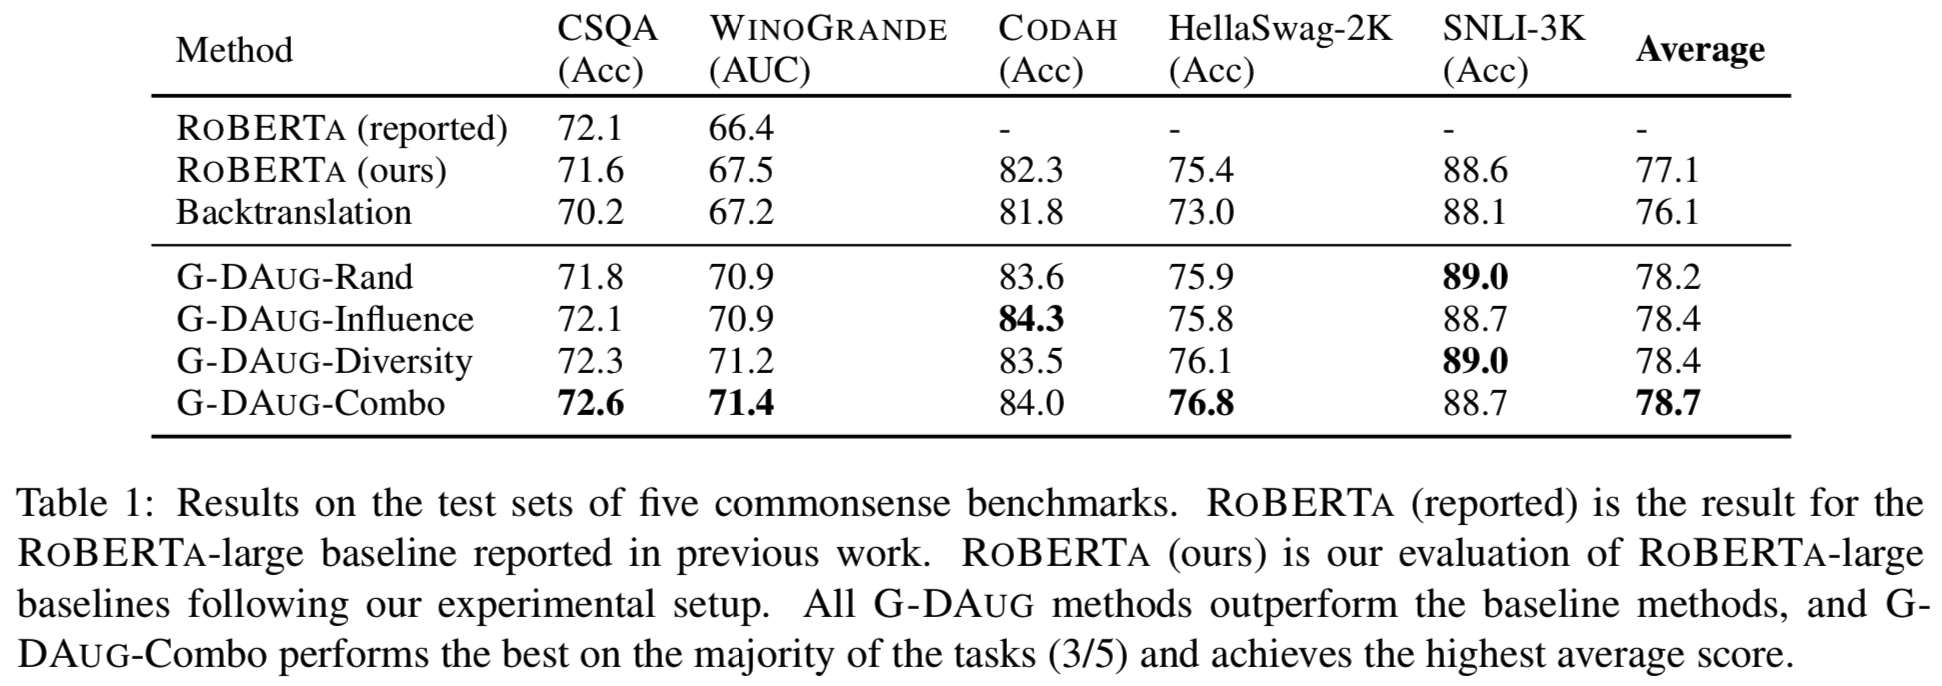 Method CSQA (Acc) WINOGRANDE (AUC) CODAH (Acc) HellaSwag-2K (Acc) SNLI-3K (Acc) Average
ROBERTA (reported) 72.1 66.4 - - - -
ROBERTA (ours) 71.6 67.5 82.3 75.4 88.6 77.1
Backtranslation 70.2 67.2 81.8 73.0 88.1 76.1
G-DAUG-Rand 71.8 70.9 83.6 75.9 89.0 78.2
G-DAUG-Influence 72.1 70.9 84.3 75.8 88.7 78.4
G-DAUG-Diversity 72.3 71.2 83.5 76.1 89.0 78.4
G-DAUG-Combo 72.6 71.4 84.0 76.8 88.7 78.7
Table 1: Results on the test sets of five commonsense benchmarks. ROBERTA (reported) is the result for the
ROBERTA-large baseline reported in previous work. ROBERTA (ours) is our evaluation of ROBERTA-large
baselines following our experimental setup. All G-DAUG methods outperform the baseline methods, and G-
DAUG-Combo performs the best on the majority of the tasks (3/5) and achieves the highest average score.